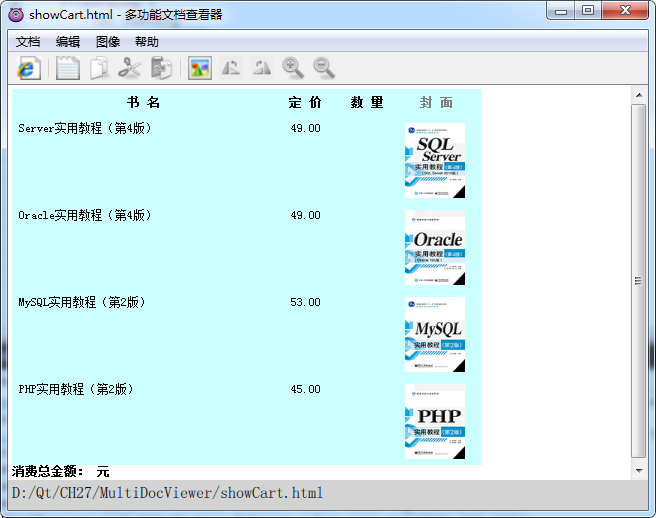 showCart.html - 多功能文档查看器
文档 编辑 图像 帮助
书 名 定 价 数 量 封 面
Server实用教程（第4版） 49.00
SQL
Server
实用教程（第4版）
Oracle实用教程（第4版） 49.00
Oracle
实用教程（第4版）
MySQL实用教程（第2版） 53.00
MySQL
实用教程（第2版）
PHP实用教程（第2版） 45.00
PHP
实用教程（第2版）
消费总金额： 元
D:/Qt/CH27/MultiDocViewer/showCart.html